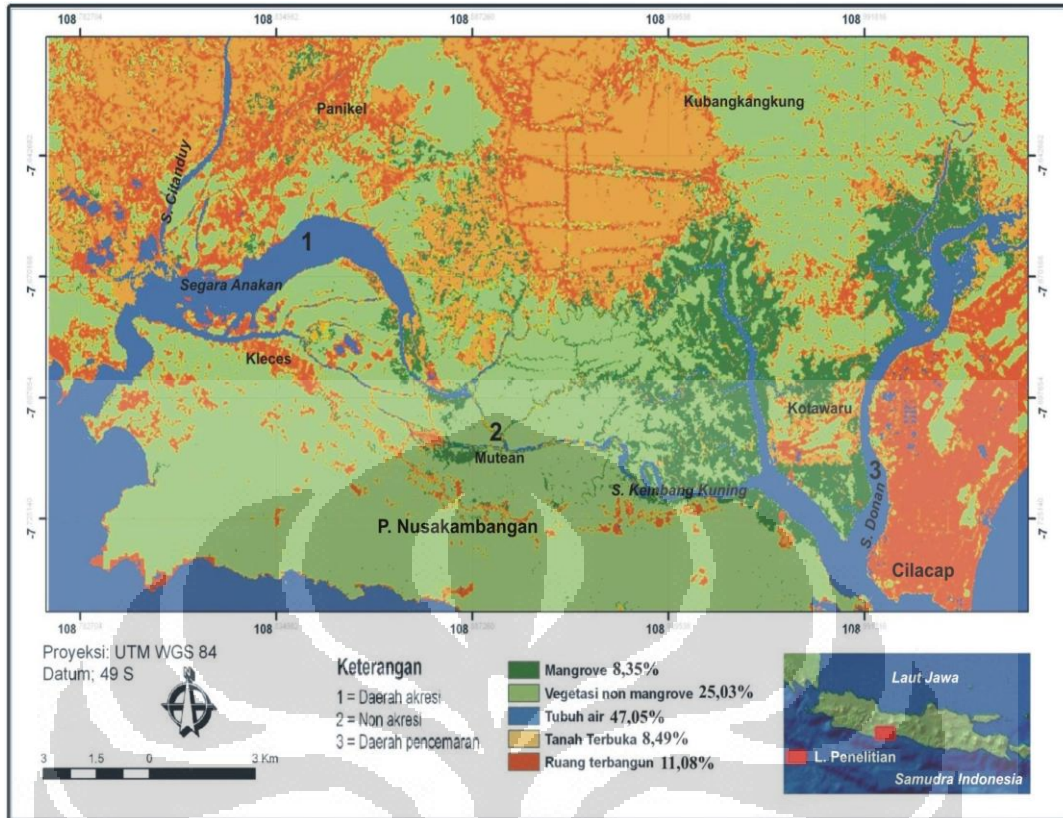 108 108 108 108 108
Panikel
Kubangkangkung
S. Citanduy
1
Segara Anakan
Kleces
2
Mutean
Kotawaru
S. Kembang Kuning
3
S. Donan
P. Nusakambangan
Cilacap
-7 -7 -7 -7
-7 -7 -7 -7
108 108 108 108 108
Proyeksi: UTM WGS 84
Datum; 49 S
3 1.5 0 3 Km
Keterangan
1 = Daerah akresi
2 = Non akresi
3 = Daerah pencemaran
Mangrove 8,35%
Vegetasi non mangrove 25,03%
Tubuh air 47,05%
Tanah Terbuka 8,49%
Ruang terbangun 11,08%
Laut Jawa
L. Penelitian
Samudra Indonesia